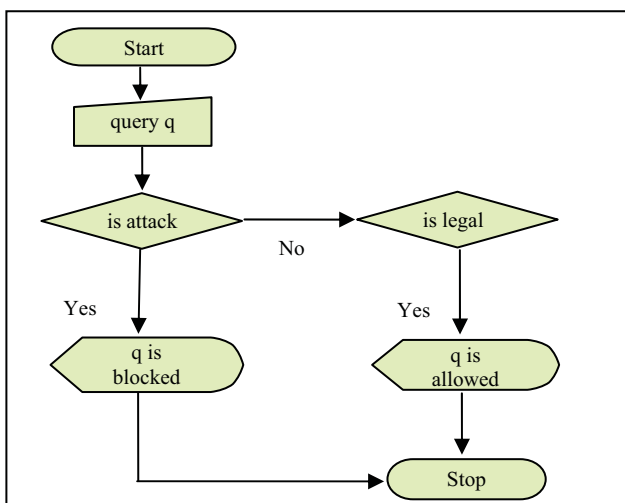 Start
query q
is attack
is legal
No
Yes
Yes
q is
blocked
q is
allowed
Stop